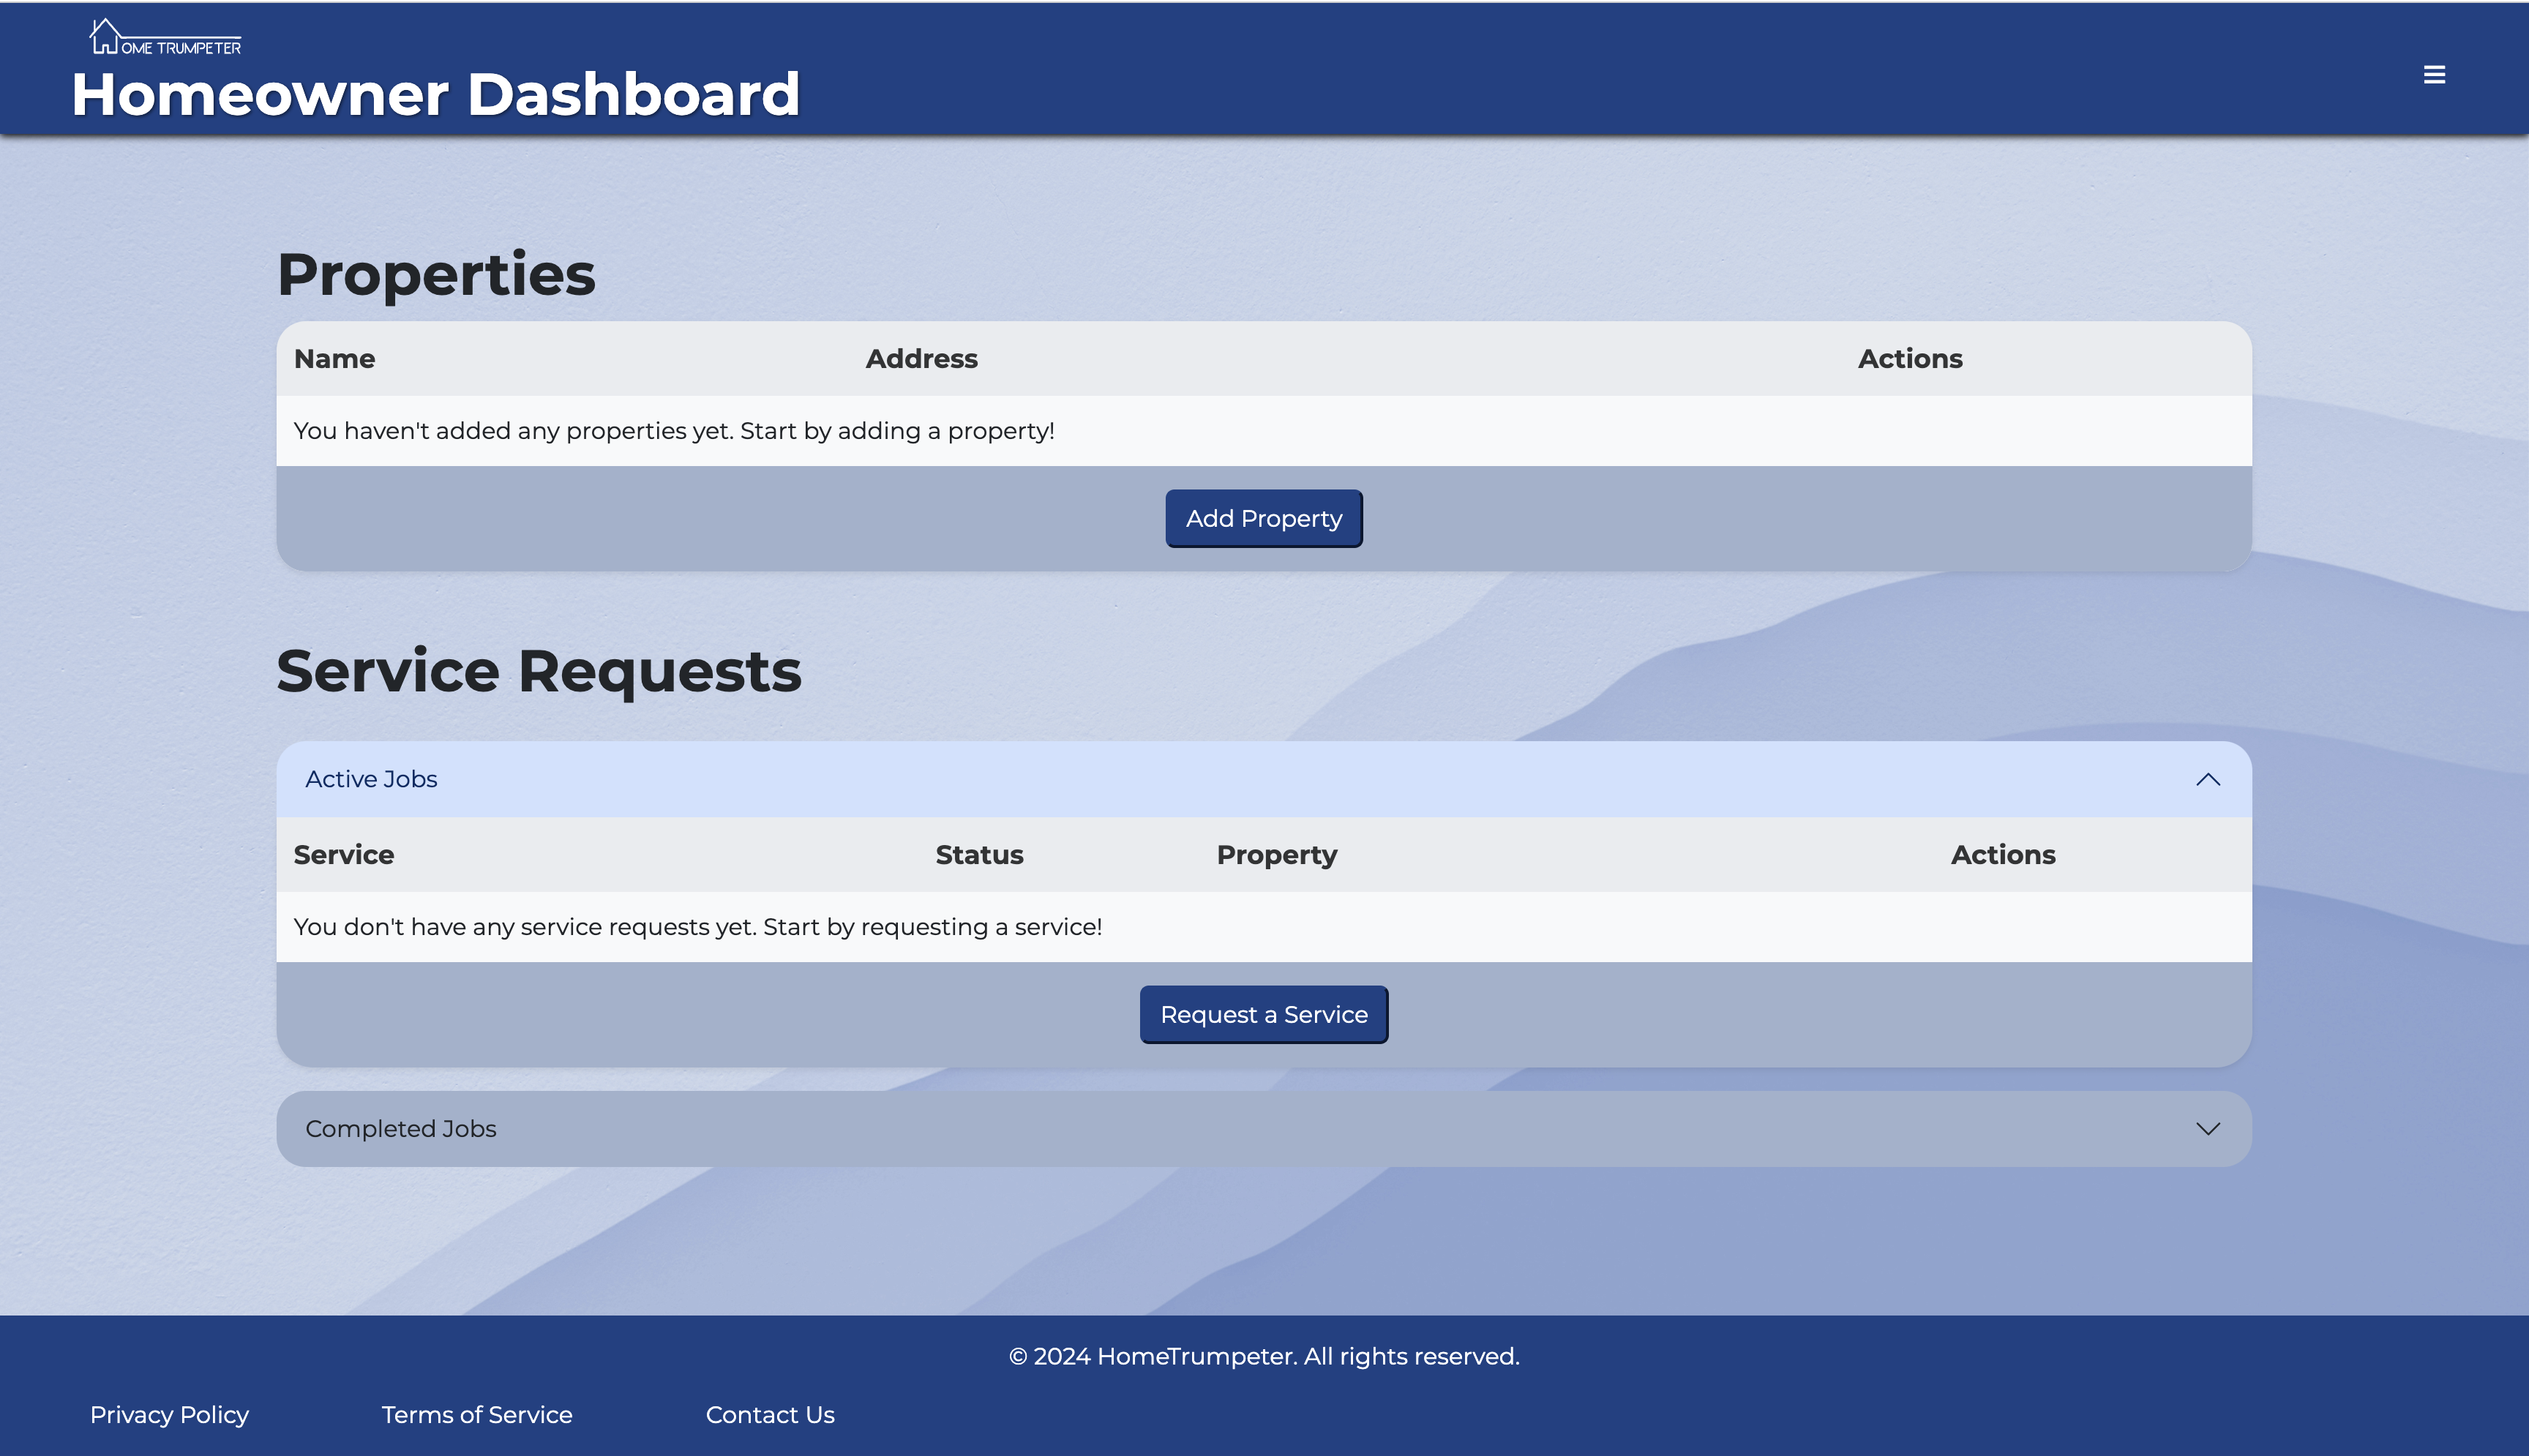 OME TRUMPETER
Homeowner Dashboard
Properties
Name Address Actions
You haven't added any properties yet. Start by adding a property!
Add Property
Service Requests
Active Jobs
Service Status Property Actions
You don't have any service requests yet. Start by requesting a service!
Request a Service
Completed Jobs
© 2024 HomeTrumpeter. All rights reserved.
Privacy Policy Terms of Service Contact Us